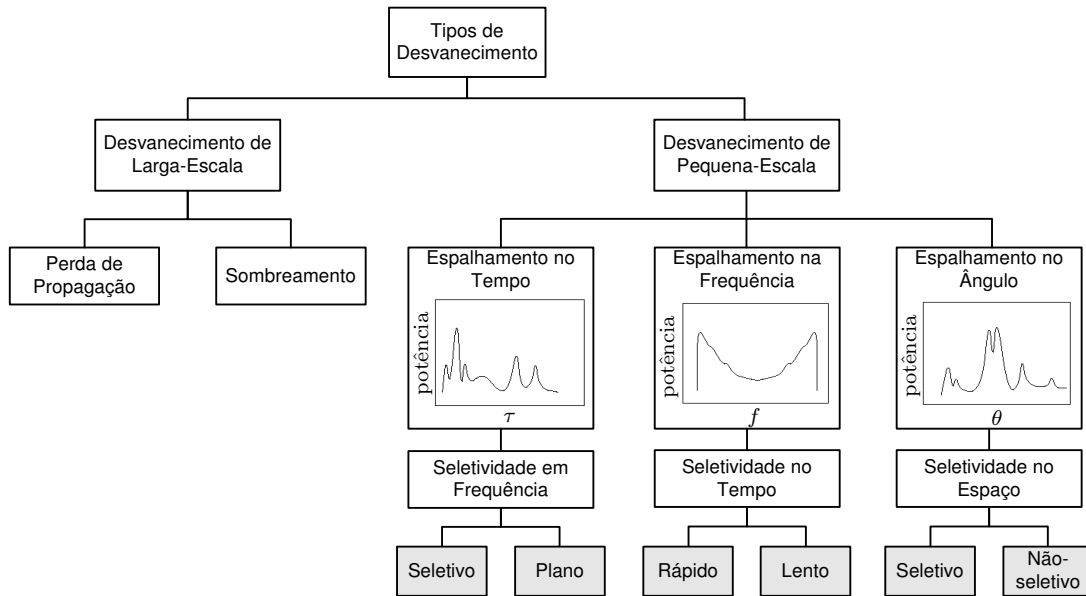 Tipos de
Desvanecimento
Desvanecimento de
Larga-Escala
Desvanecimento de
Pequena-Escala
Perda de
Propagação
Sombreamento
Espalhamento no
Tempo
potência
τ
Espalhamento na
Frequência
potência
f
Espalhamento no
Ângulo
potência
θ
Seletividade em
Frequência
Seletividade no
Tempo
Seletividade no
Espaço
Seletivo
Plano
Rápido
Lento
Seletivo
Não-
seletivo